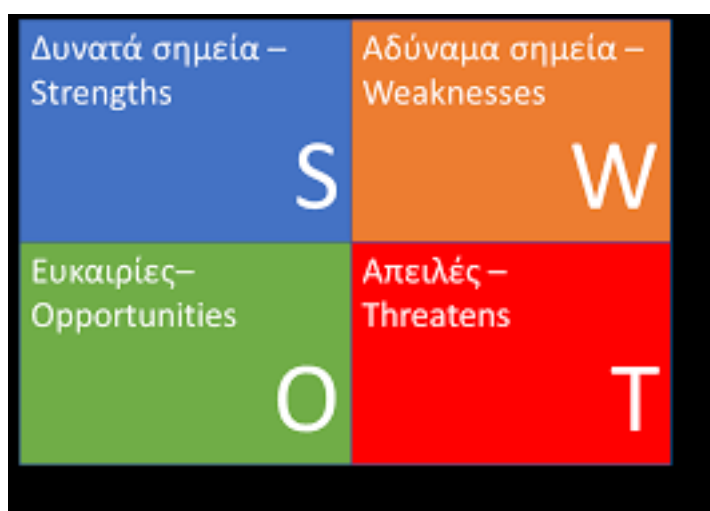 Δυνατά σημεία –
Strengths
S
Αδύναμα σημεία –
Weaknesses
W
Ευκαιρίες–
Opportunities
O
Απειλές –
Threatens
T